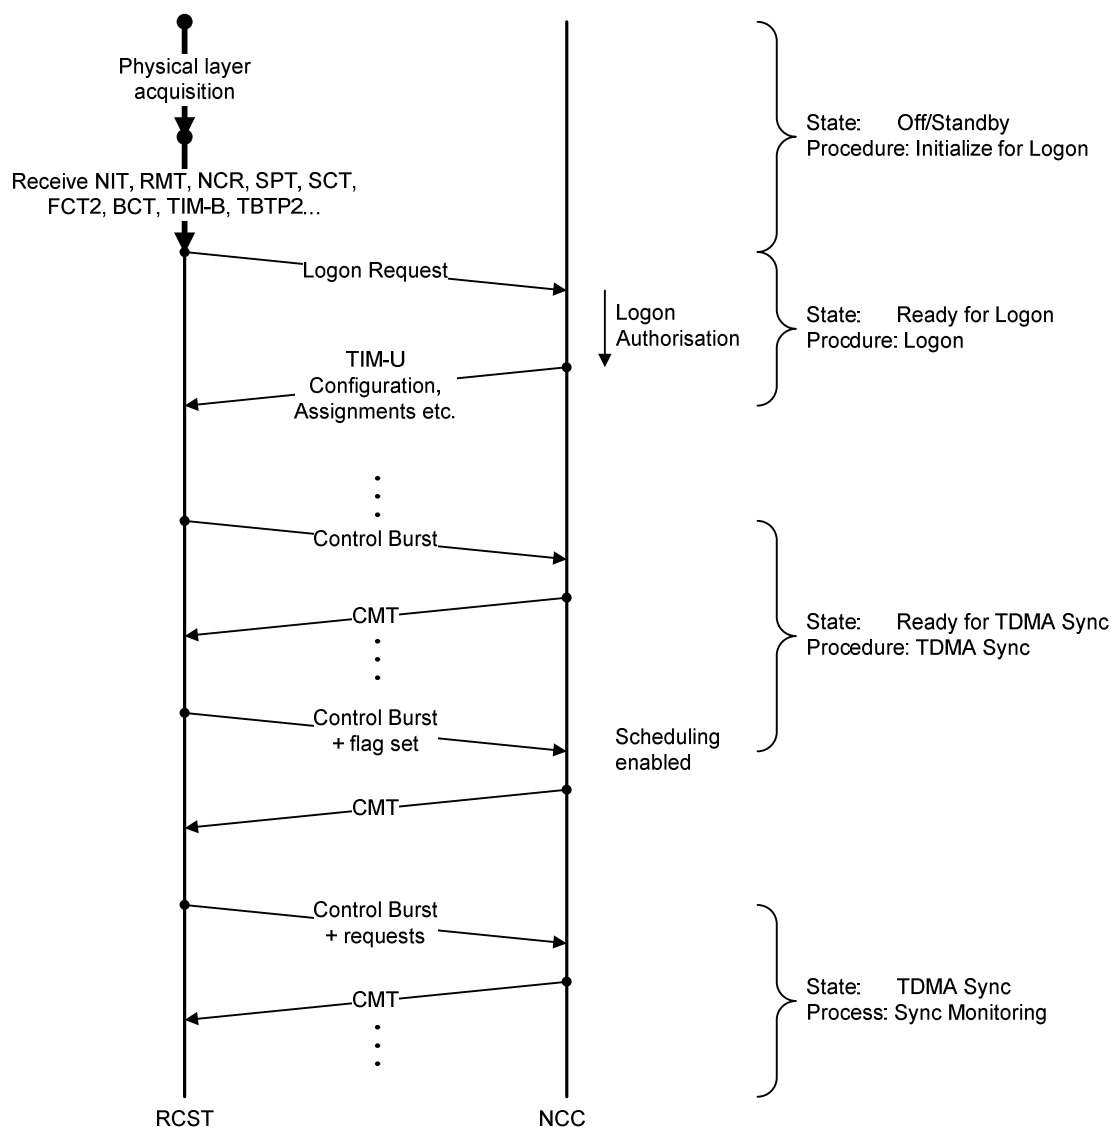 Physical layer
acquisition
State: Off/Standby
Procedure: Initialize for Logon
Receive NIT, RMT, NCR, SPT, SCT,
FCT2, BCT, TIM-B, TBTP2...
Logon Request
Logon
Authorisation
State: Ready for Logon
Procdure: Logon
TIM-U
Configuration,
Assignments etc.
Control Burst
CMT
State: Ready for TDMA Sync
Procedure: TDMA Sync
Control Burst
+ flag set
Scheduling
enabled
CMT
Control Burst
+ requests
CMT
State: TDMA Sync
Process: Sync Monitoring
RCST
NCC